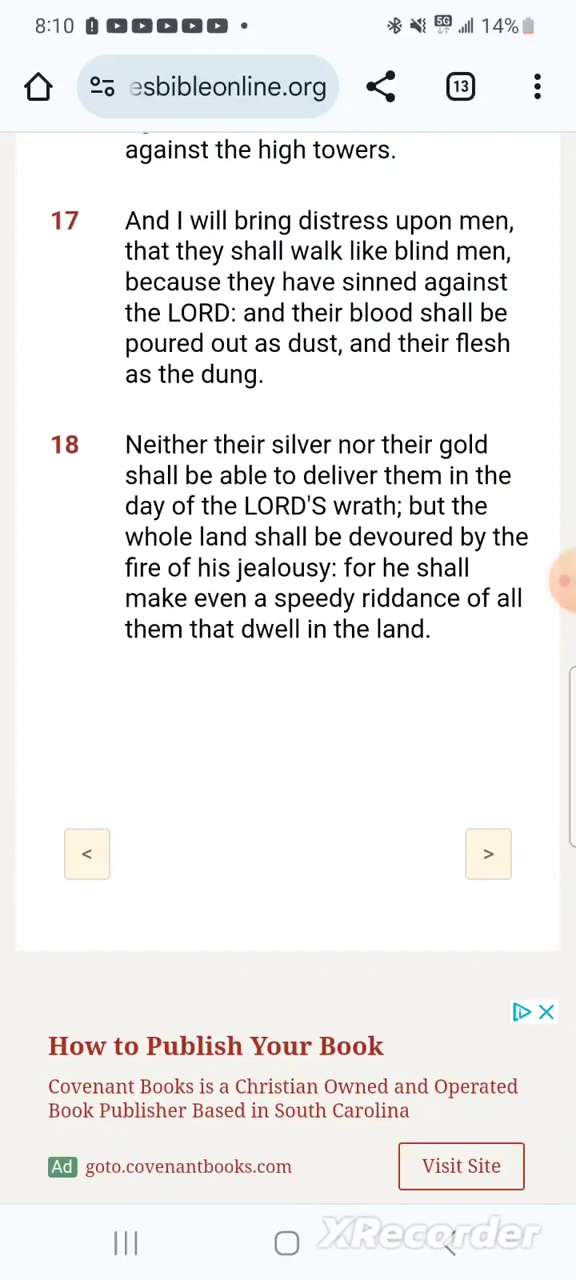 8:10 5G 14%
esbibleonline.org 13
against the high towers.
17 And I will bring distress upon men,
that they shall walk like blind men,
because they have sinned against
the LORD: and their blood shall be
poured out as dust, and their flesh
as the dung.
18 Neither their silver nor their gold
shall be able to deliver them in the
day of the LORD'S wrath; but the
whole land shall be devoured by the
fire of his jealousy: for he shall
make even a speedy riddance of all
them that dwell in the land.
< >
How to Publish Your Book
Covenant Books is a Christian Owned and Operated
Book Publisher Based in South Carolina
Ad goto.covenantbooks.com Visit Site
XRecorder